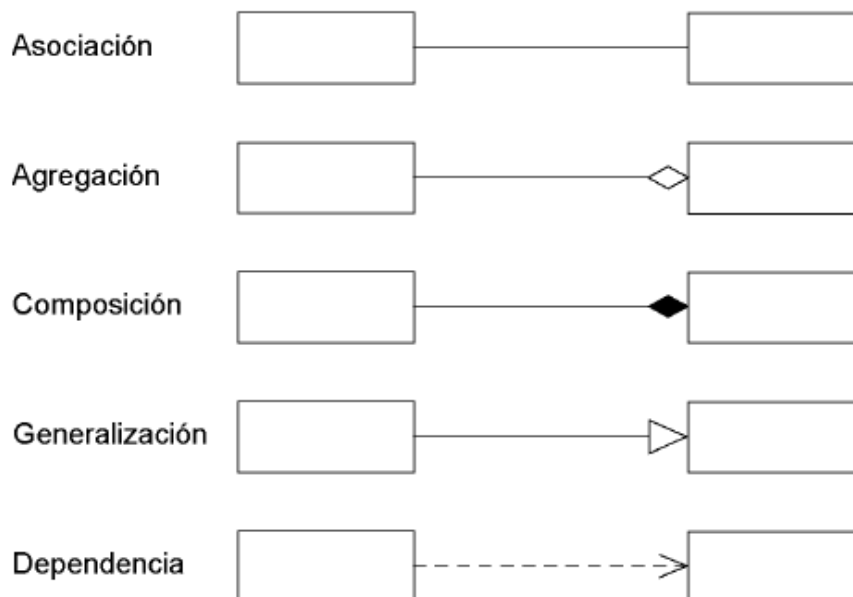 Asociación
Agregación
Composición
Generalización
Dependencia